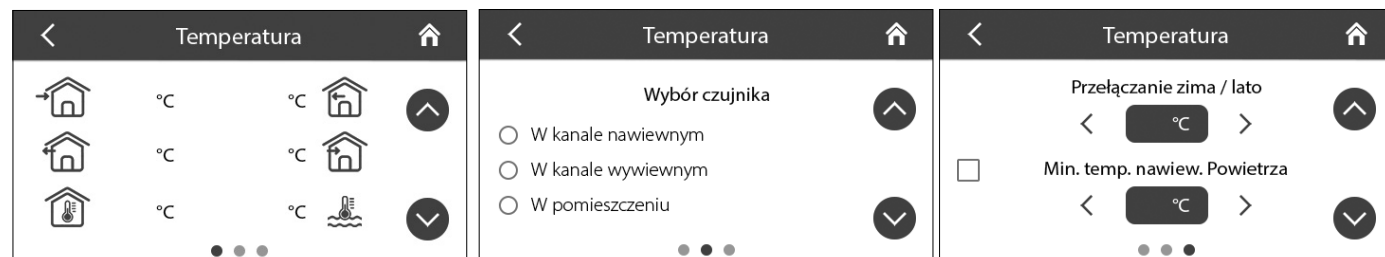 Temperatura
°C °C
°C °C
°C °C
Temperatura
Wybór czujnika
W kanale nawiewnym
W kanale wywiewnym
W pomieszczeniu
Temperatura
Przełączanie zima / lato
°C
Min. temp. nawiew. Powietrza
°C